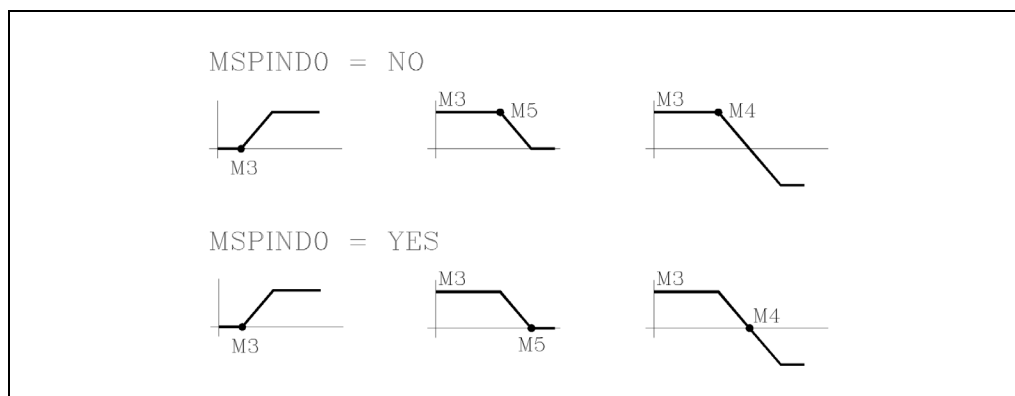 MSPIND0 = NO
M3
M3 M5
M3 M4
MSPIND0 = YES
M3
M3
M5
M3
M4